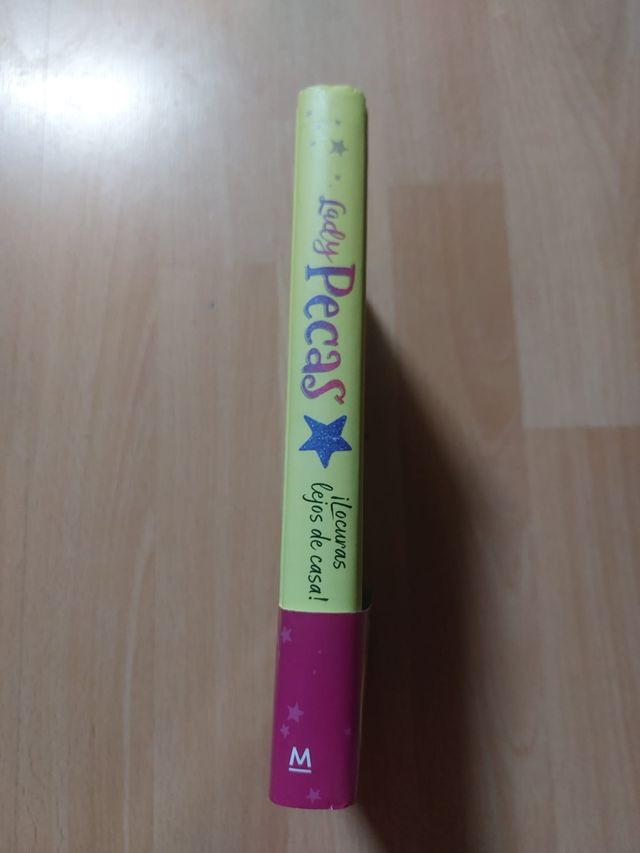 Lady
Pecas
¡Locuras
lejos de casa!
M